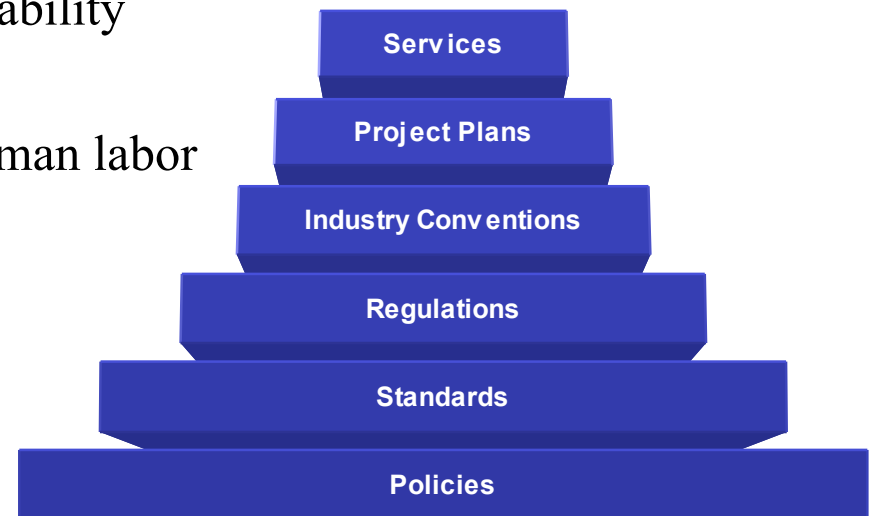 ability
Services
Project Plans
man labor
Industry Conventions
Regulations
Standards
Policies